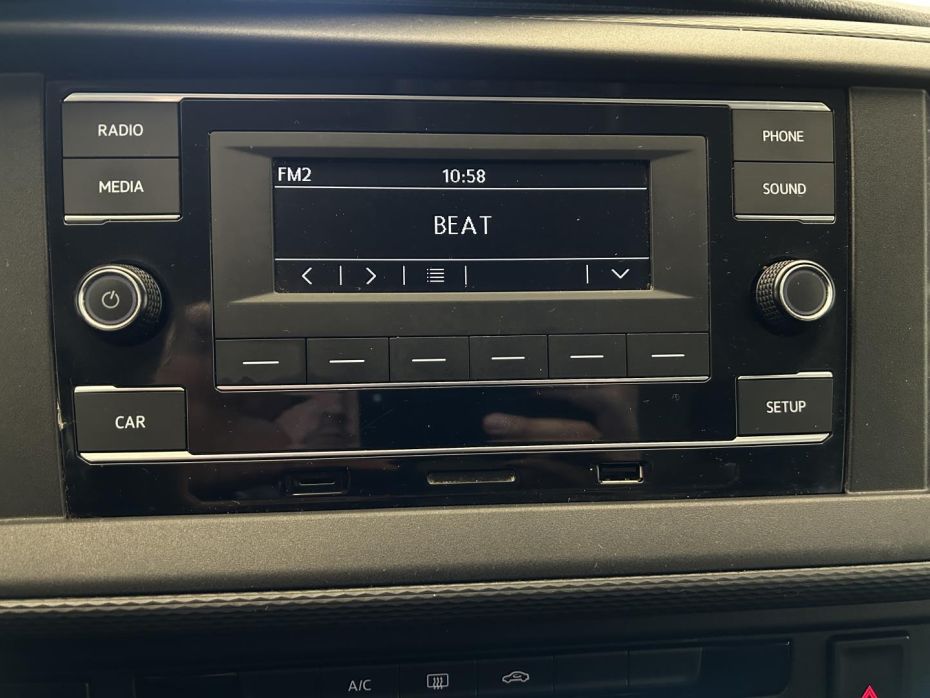 RADIO
PHONE
MEDIA
SOUND
FM2 10:58
BEAT
CAR
SETUP
A/C